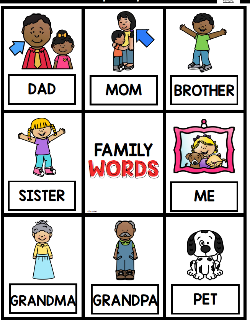 DAD
MOM
BROTHER
SISTER
FAMILY
WORDS
ME
GRANDMA
GRANDPA
PET